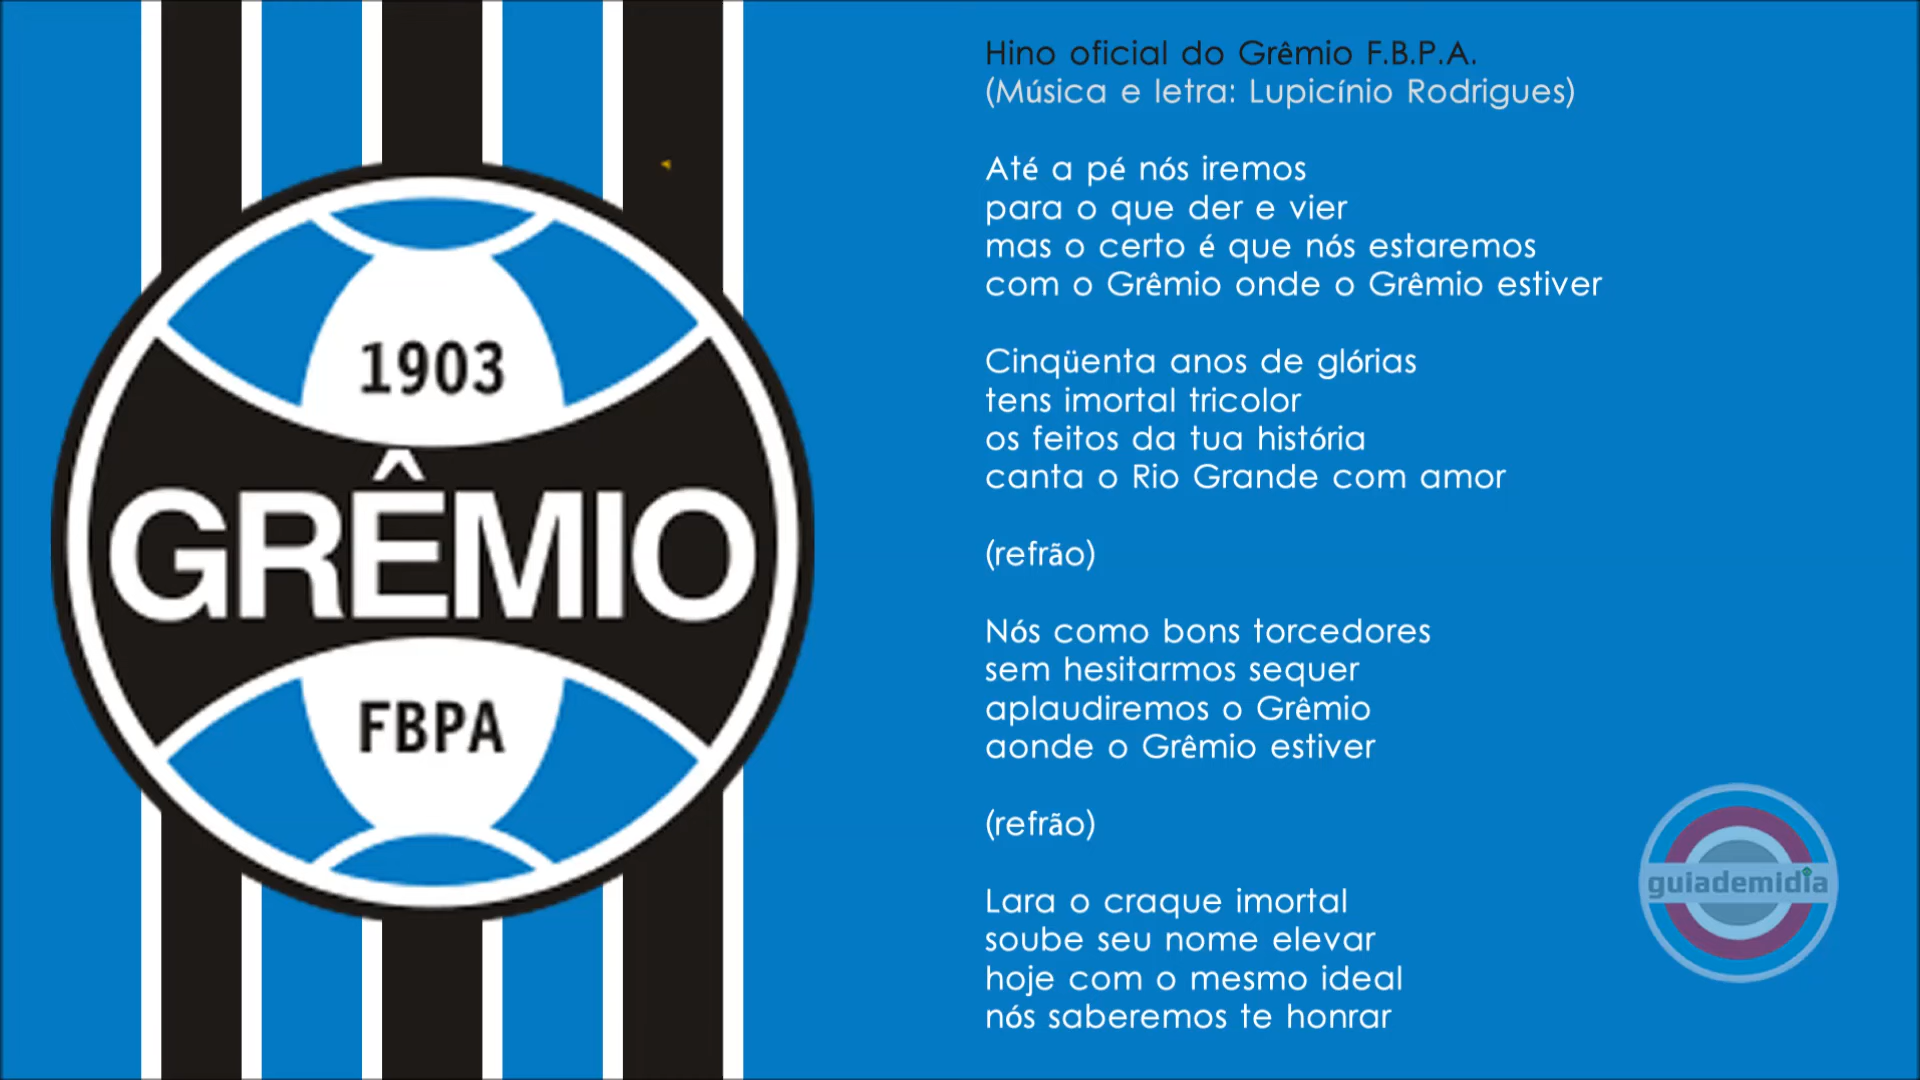 1903
GRÊMIO
FBPA
Hino oficial do Grêmio F.B.P.A.
(Música e letra: Lupicínio Rodrigues)
Até a pé nós iremos
para o que der e vier
mas o certo é que nós estaremos
com o Grêmio onde o Grêmio estiver
Cinqüenta anos de glórias
tens imortal tricolor
os feitos da tua história
canta o Rio Grande com amor
(refrão)
Nós como bons torcedores
sem hesitarmos sequer
aplaudiremos o Grêmio
aonde o Grêmio estiver
(refrão)
Lara o craque imortal
soube seu nome elevar
hoje com o mesmo ideal
nós saberemos te honrar
guiademidia